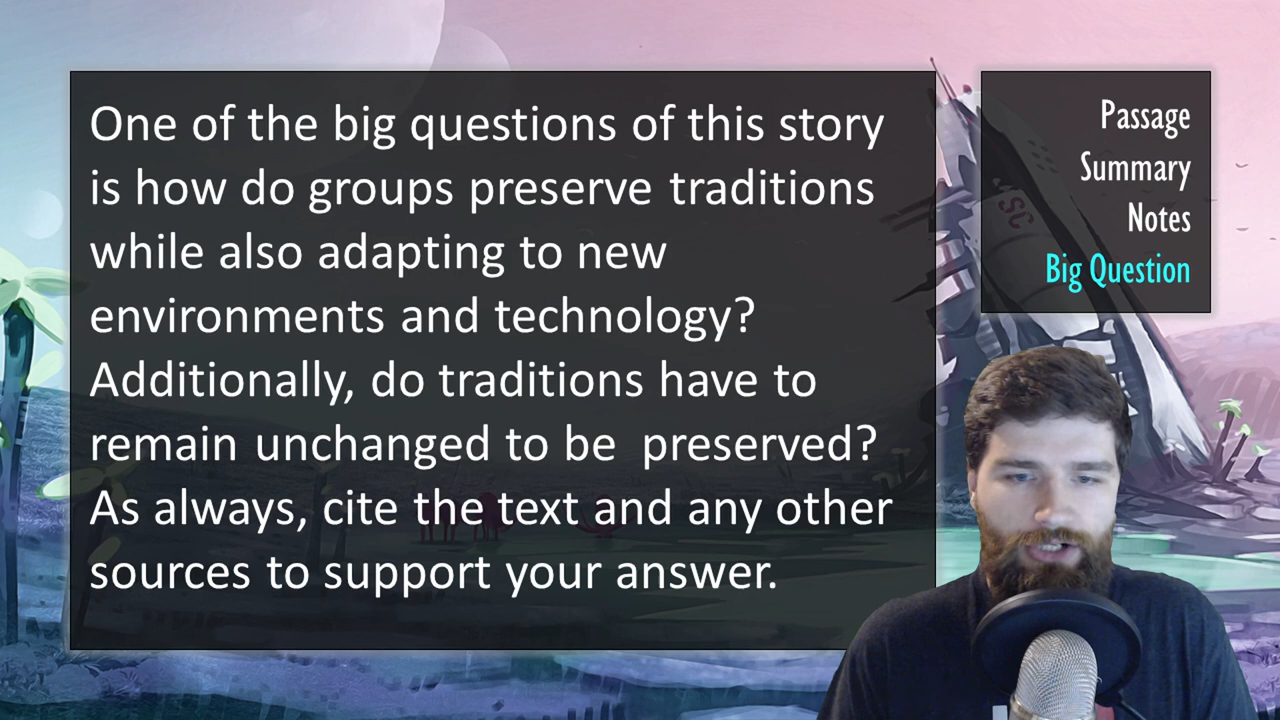 One of the big questions of this story
is how do groups preserve traditions
while also adapting to new
environments and technology?
Additionally, do traditions have to
remain unchanged to be preserved?
As always, cite the text and any other
sources to support your answer.
Passage
Summary
Notes
Big Question